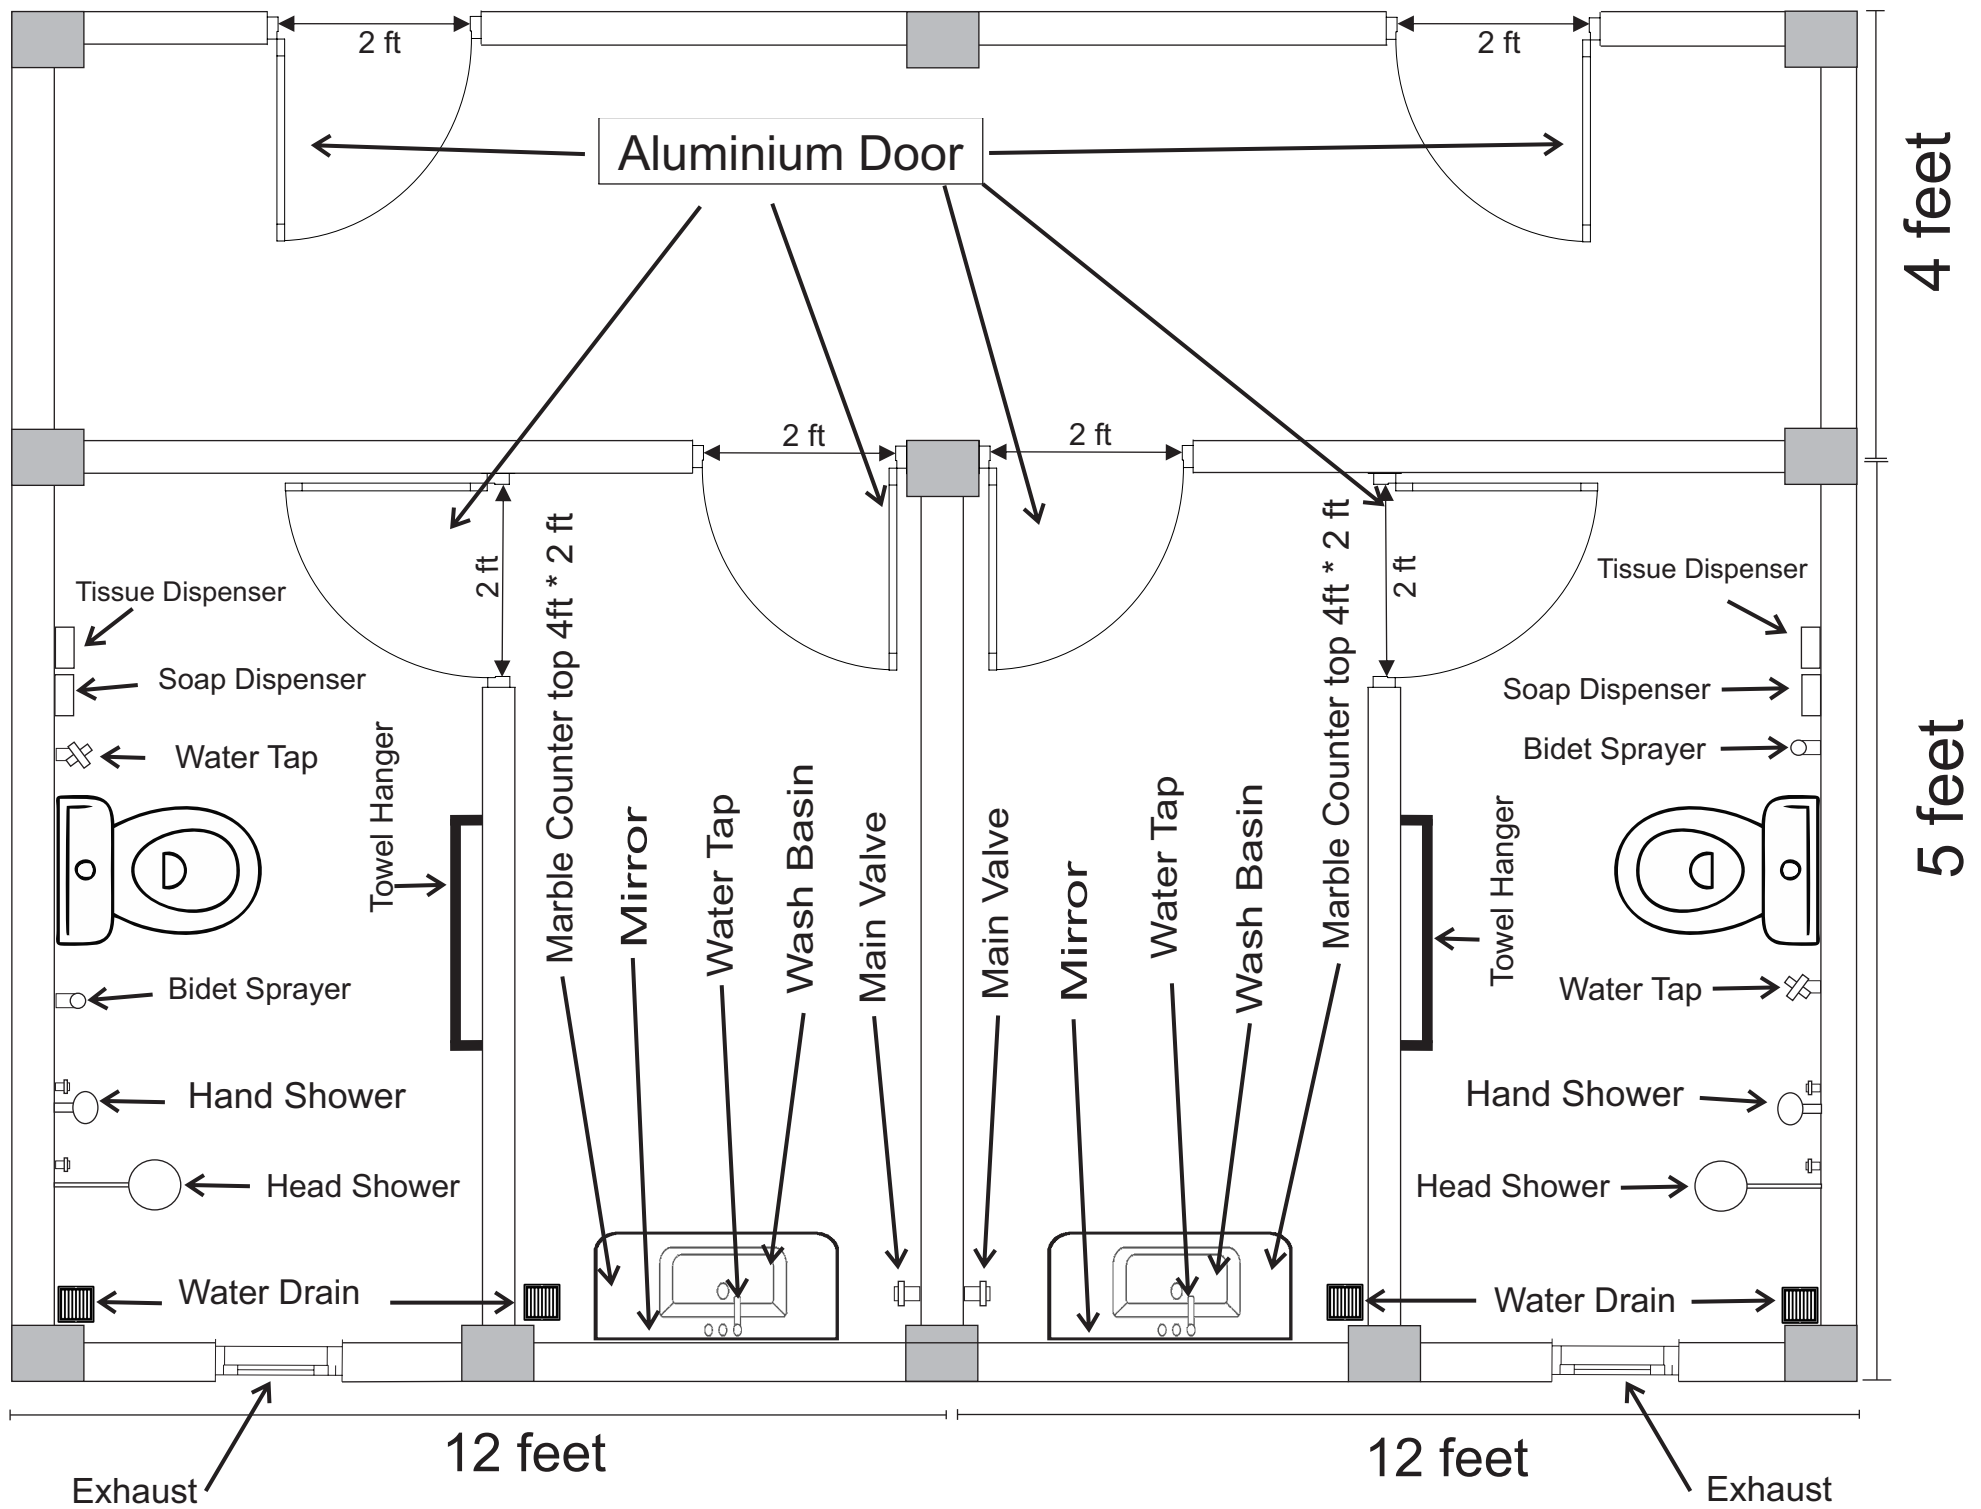 2 ft
2 ft
Aluminium Door
4 feet
2 ft
2 ft
2 ft
Marble Counter top 4ft * 2 ft
Marble Counter top 4ft * 2 ft
2 ft
Tissue Dispenser
Tissue Dispenser
Soap Dispenser
Soap Dispenser
Water Tap
Bidet Sprayer
Towel Hanger
Mirror
Water Tap
Wash Basin
Main Valve
Main Valve
Mirror
Water Tap
Wash Basin
Towel Hanger
5 feet
Bidet Sprayer
Water Tap
Hand Shower
Hand Shower
Head Shower
Head Shower
Water Drain
Water Drain
12 feet
12 feet
Exhaust
Exhaust